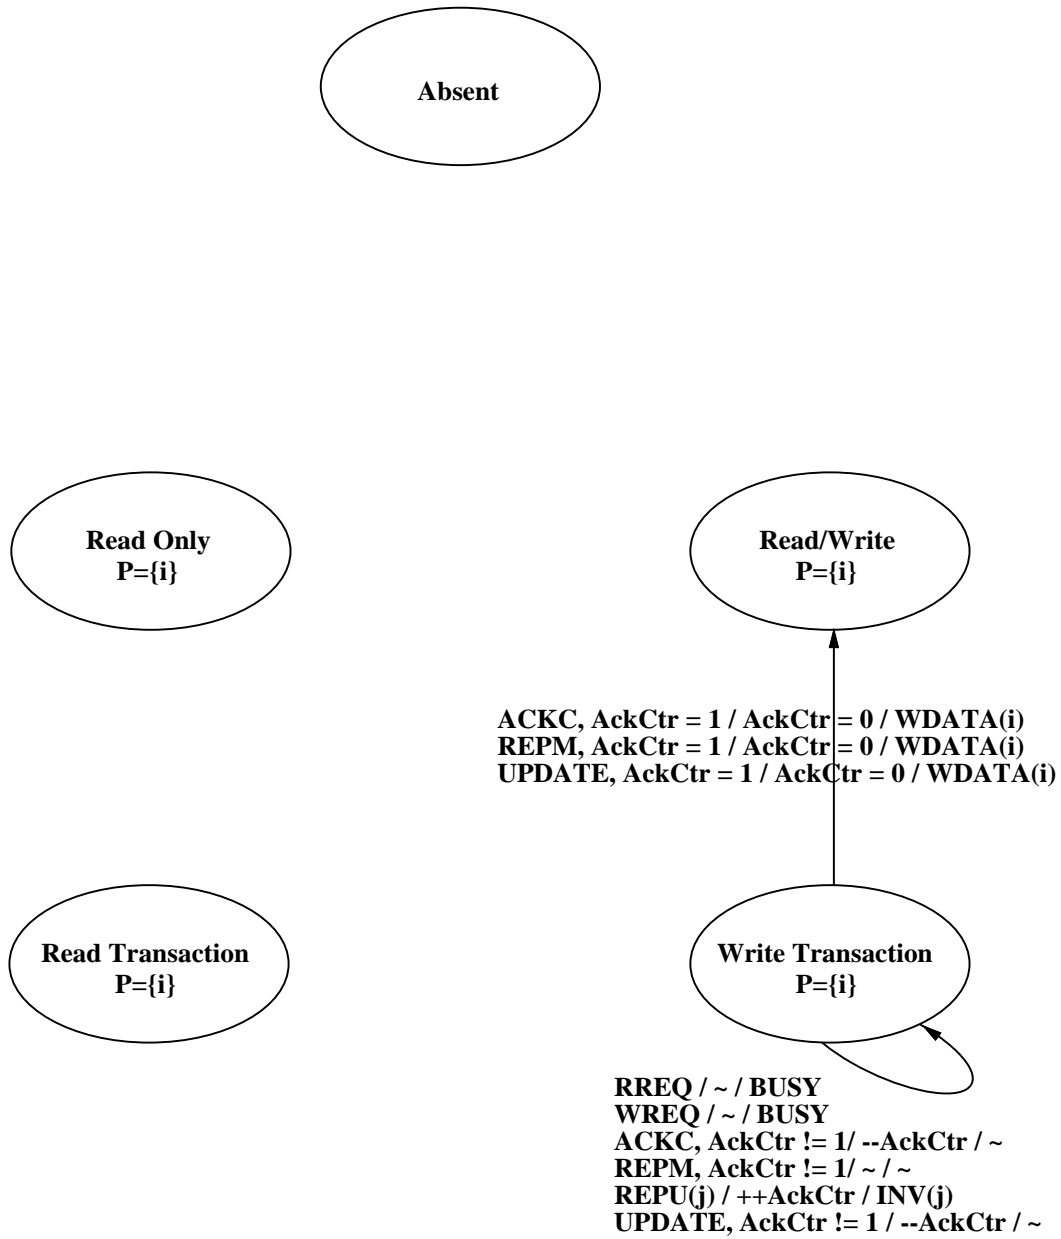 Absent
Read Only
P={i}
Read/Write
P={i}
ACKC, AckCtr = 1 / AckCtr = 0 / WDATA(i)
REPM, AckCtr = 1 / AckCtr = 0 / WDATA(i)
UPDATE, AckCtr = 1 / AckCtr = 0 / WDATA(i)
Read Transaction
P={i}
Write Transaction
P={i}
RREQ / ~ / BUSY
WREQ / ~ / BUSY
ACKC, AckCtr != 1/ --AckCtr / ~
REPM, AckCtr != 1/ ~ / ~
REPU(j) / ++AckCtr / INV(j)
UPDATE, AckCtr != 1 / --AckCtr / ~